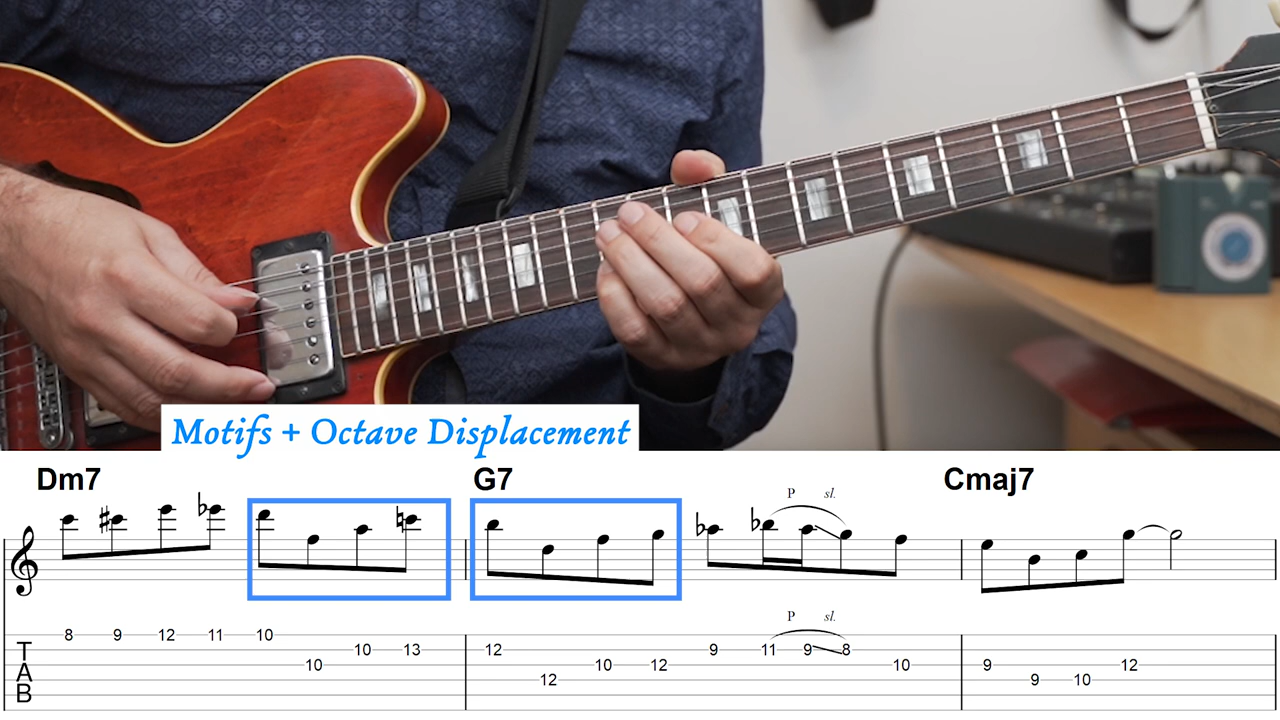 Motifs + Octave Displacement
Dm7 G7 Cmaj7
P sl.
P sl.
8 9 12 11 10 12 9 11 9 8
10 13
10 10 12 10 9 12
12 9 10
T
A
B